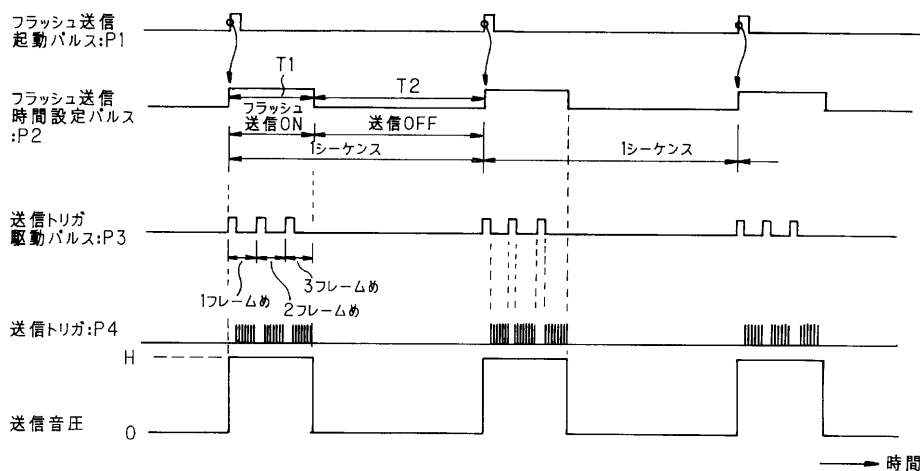 フラッシュ送信
起動パルス:P1
T1
T2
フラッシュ送信
時間設定パルス
:P2
フラッシュ
送信ON
送信OFF
1シーケンス
1シーケンス
送信トリガ
駆動パルス:P3
1フレームめ
2フレームめ
3フレームめ
送信トリガ:P4
H
送信音圧
0
時間